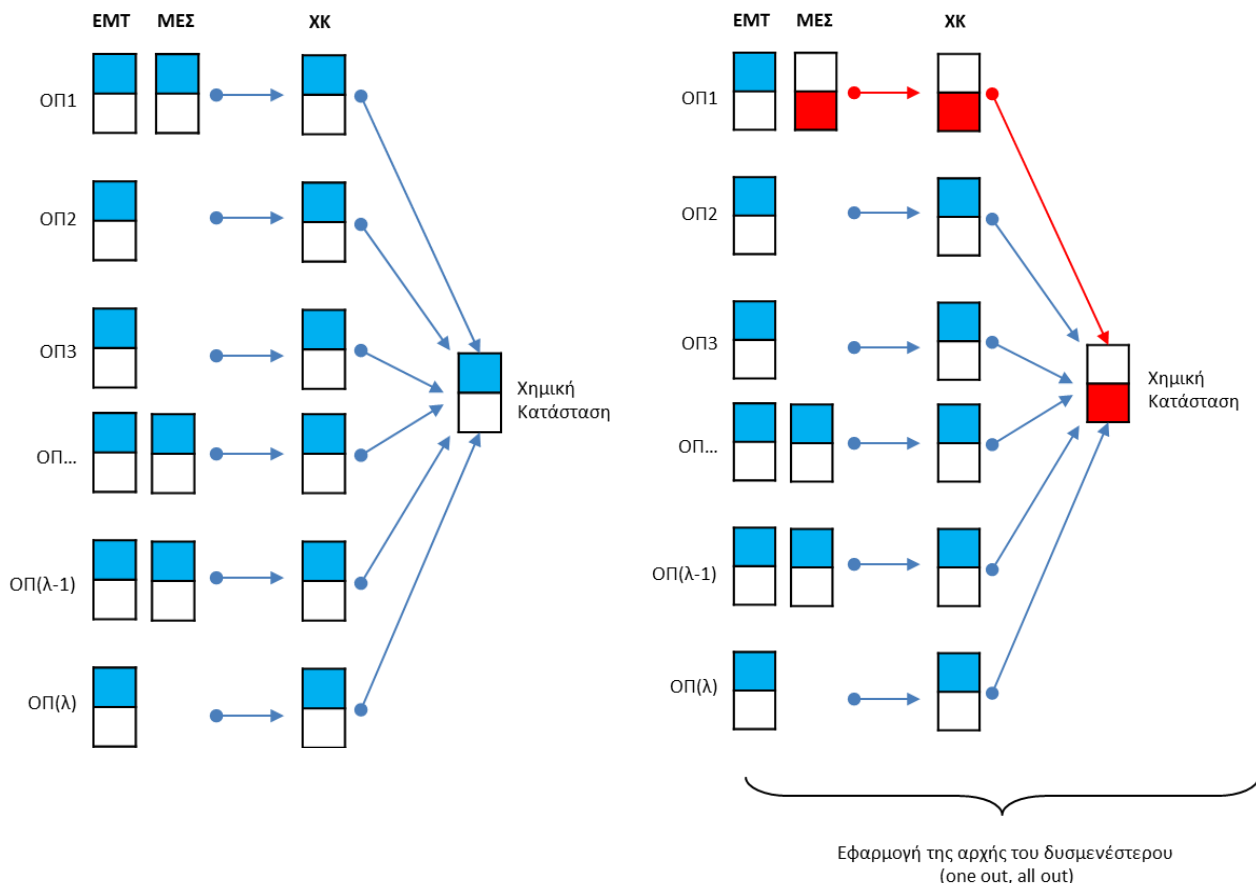 ΕΜΤ ΜΕΣ ΧΚ
ΟΠ1
ΟΠ2
ΟΠ3
ΟΠ...
ΟΠ(λ-1)
ΟΠ(λ)
Χημική
Κατάσταση
ΕΜΤ ΜΕΣ ΧΚ
ΟΠ1
ΟΠ2
ΟΠ3
ΟΠ...
ΟΠ(λ-1)
ΟΠ(λ)
Χημική
Κατάσταση
Εφαρμογή της αρχής του δυσμενέστερου
(one out, all out)